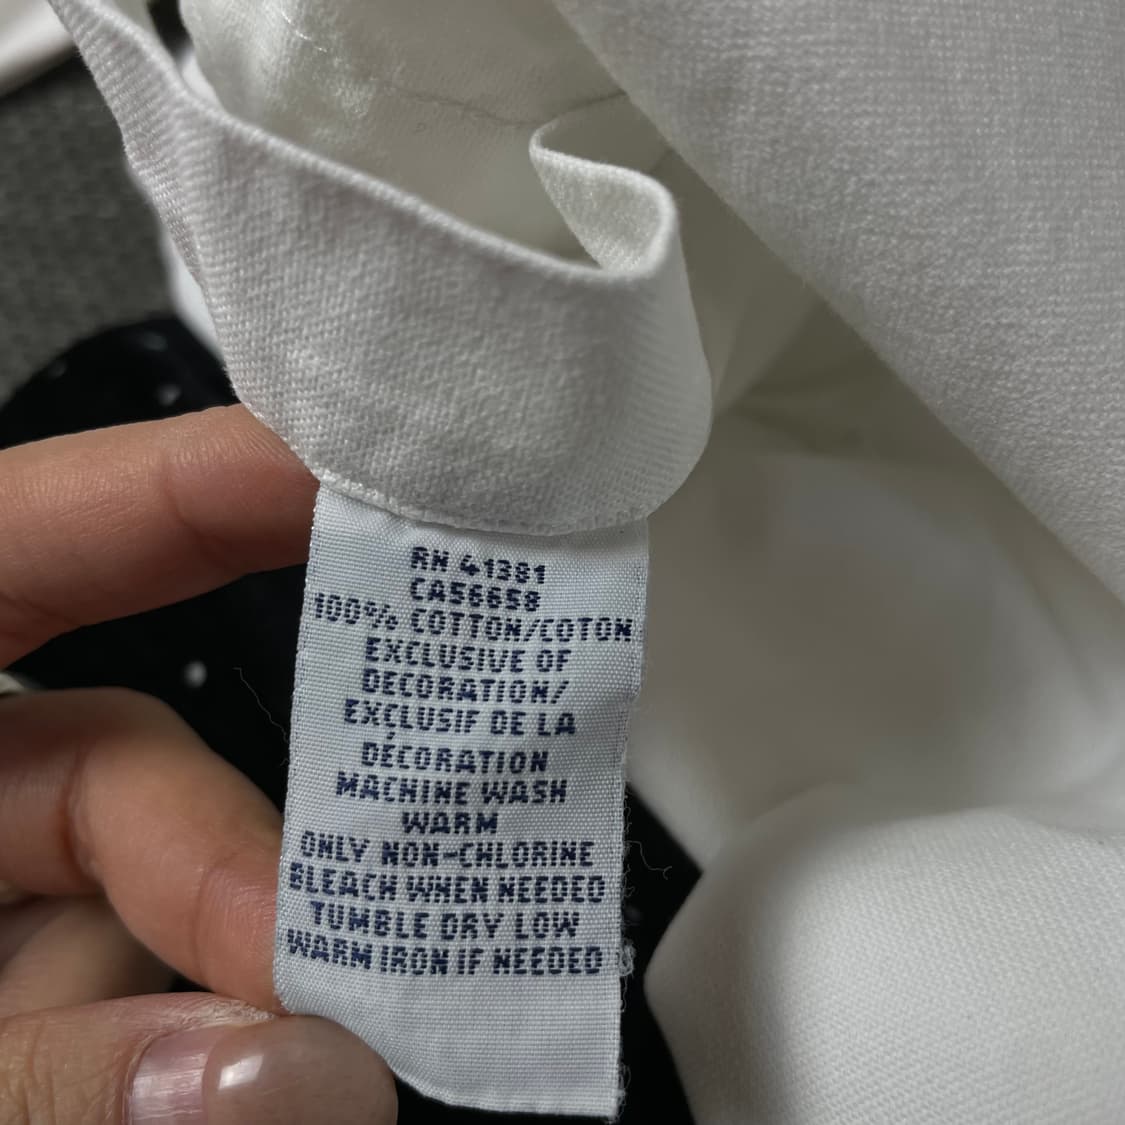 RN 41381
CA56658
100% COTTON/COTON
EXCLUSIVE OF
DECORATION/
EXÇLUSIF DE LA
DÉCORATION
MACHINE WASH
WARM
ONLY NON-CHLORINE
BLEACH WHEN NEEDED
TUMBLE DRY LOW
WARM IRON IF NEEDED